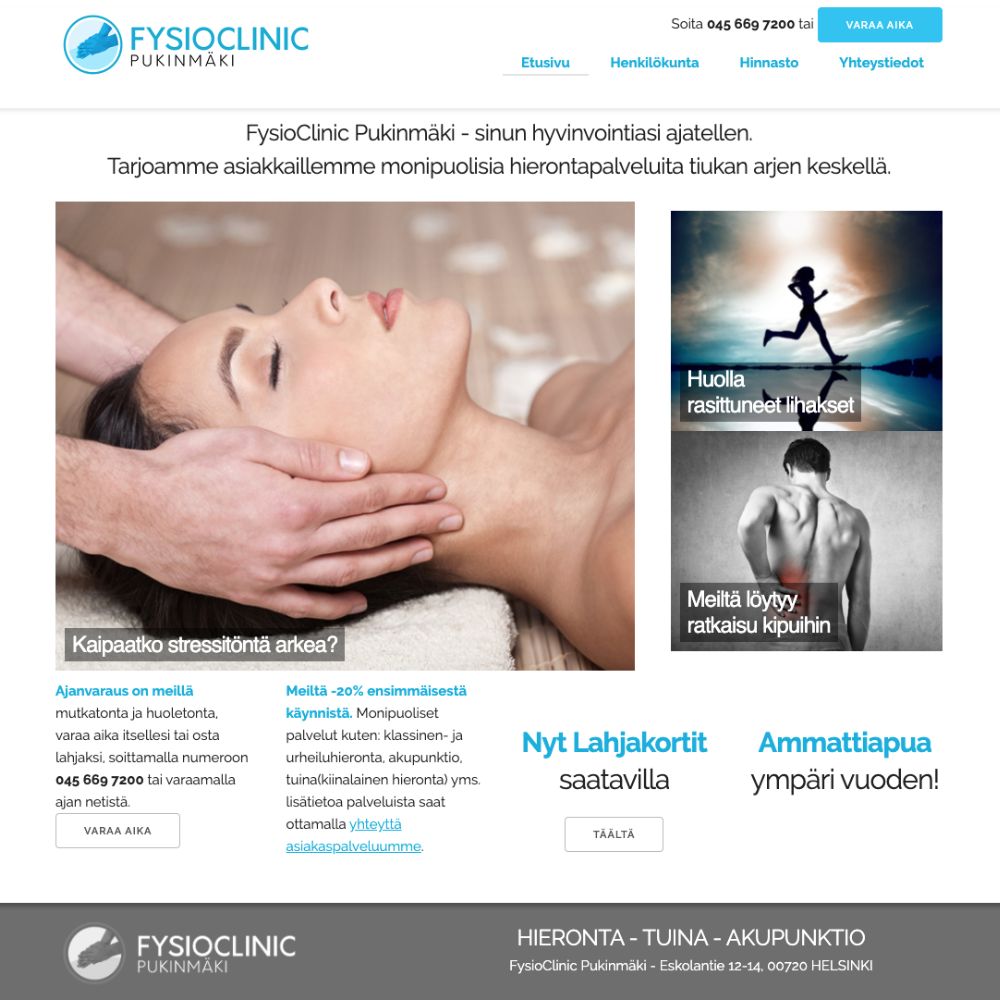 FYSIOCLINIC
PUKINMÄKI
Soita 045 669 7200 tai
VARAA AIKA
Etusivu
Henkilökunta
Hinnasto
Yhteystiedot
FysioClinic Pukinmäki - sinun hyvinvointiasi ajatellen.
Tarjoamme asiakkaillemme monipuolisia hierontapalveluita tiukan arjen keskellä.
Huolla
rasittuneet lihakset
Meiltä löytyy
ratkaisu kipuihin
Kaipaatko stressitöntä arkea?
Ajanvaraus on meillä
mutkatonta ja huoletonta,
varaa aika itsellesi tai osta
lahjaksi, soittamalla numeroon
045 669 7200 tai varaamalla
ajan netistä.
VARAA AIKA
Meiltä -20% ensimmäisestä
käynnistä. Monipuoliset
palvelut kuten: klassinen- ja
urheiluhieronta, akupunktio,
tuina(kiinalainen hieronta) yms.
lisätietoa palveluista saat
ottamalla yhteyttä
asiakaspalveluumme.
Nyt Lahjakortit
saatavilla
TÄÄLTÄ
Ammattiapua
ympäri vuoden!
FYSIOCLINIC
PUKINMÄKI
HIERONTA - TUINA - AKUPUNKTIO
FysioClinic Pukinmäki - Eskolantie 12-14, 00720 HELSINKI